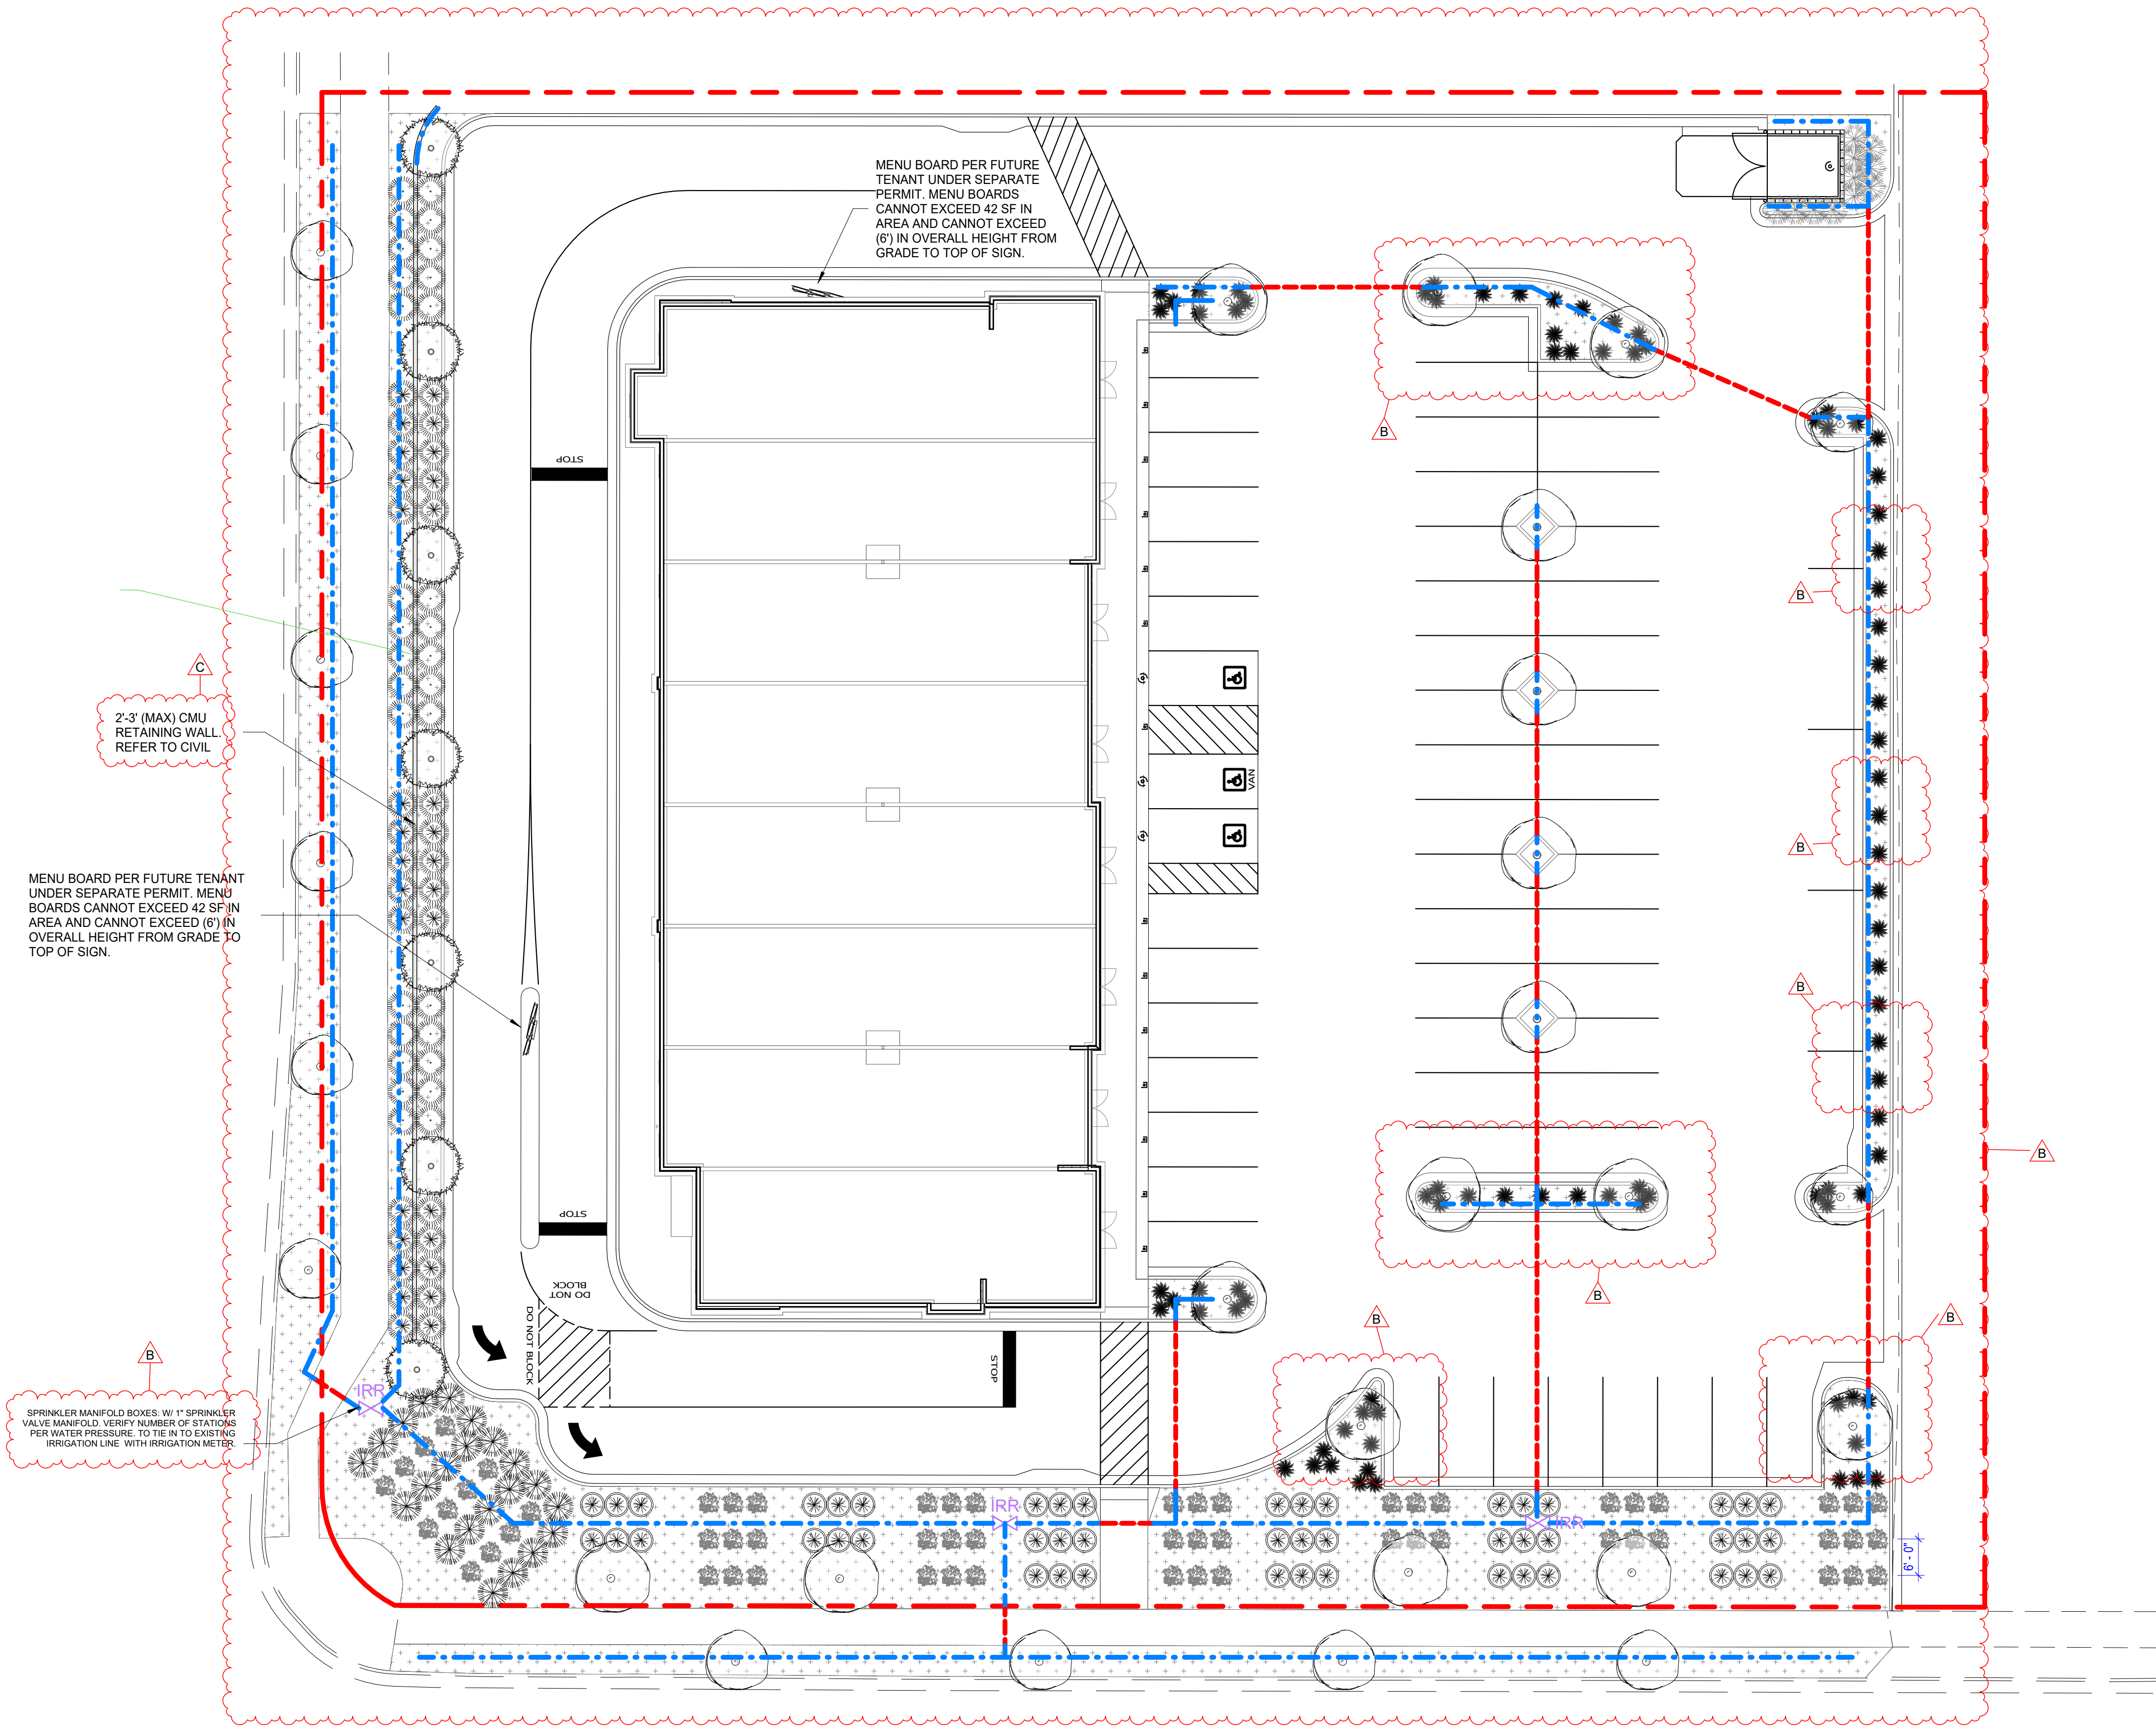 MENU BOARD PER FUTURE
TENANT UNDER SEPARATE
PERMIT. MENU BOARDS
CANNOT EXCEED 42 SF IN
AREA AND CANNOT EXCEED
(6') IN OVERALL HEIGHT FROM
GRADE TO TOP OF SIGN.
B
STOP
B
C
2'-3' (MAX) CMU
RETAINING WALL.
REFER TO CIVIL
VAN
B
MENU BOARD PER FUTURE TENANT
UNDER SEPARATE PERMIT. MENU
BOARDS CANNOT EXCEED 42 SF IN
AREA AND CANNOT EXCEED (6') IN
OVERALL HEIGHT FROM GRADE TO
TOP OF SIGN.
B
B
STOP
DO NOT
BLOCK
B
DO NOT BLOCK
STOP
B
B
B
IRR
SPRINKLER MANIFOLD BOXES: W/ 1" SPRINKLER
VALVE MANIFOLD. VERIFY NUMBER OF STATIONS
PER WATER PRESSURE. TO TIE IN TO EXISTING
IRRIGATION LINE WITH IRRIGATION METER.
IRR
IRR
6' - 0"